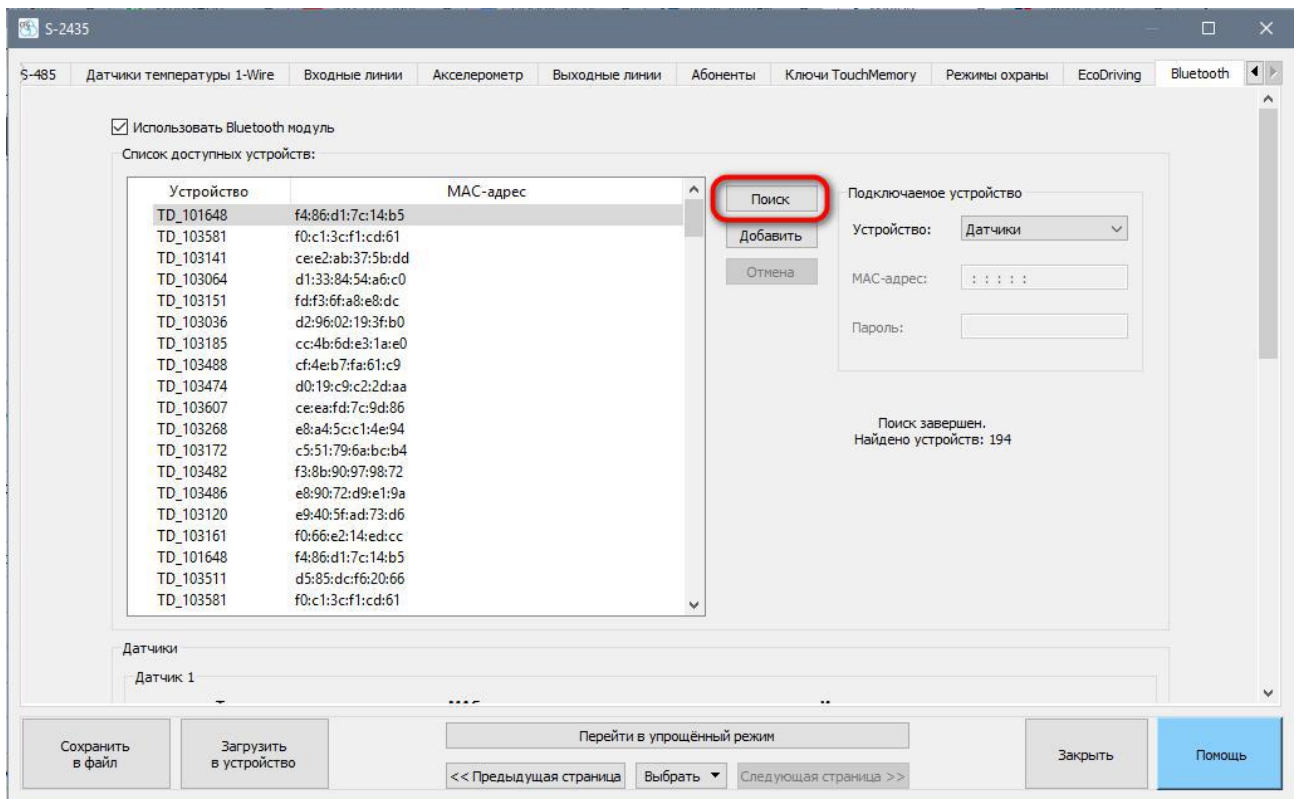 S-2435
S-485 Датчики температуры 1-Wire Входные линии Акселерометр Выходные линии Абоненты Ключи TouchMemory Режимы охраны EcoDriving Bluetooth
Использовать Bluetooth модуль
Список доступных устройств:
Устройство MAC-адрес
TD_101648 f4:86:d1:7c:14:b5
TD_103581 f0:c1:3c:f1:cd:61
TD_103141 ce:e2:ab:37:5b:dd
TD_103064 d1:33:84:54:a6:c0
TD_103151 fd:f3:6f:a8:e8:dc
TD_103036 d2:96:02:19:3f:b0
TD_103185 cc:4b:6d:e3:1a:e0
TD_103488 cf:4e:b7:fa:61:c9
TD_103474 d0:19:c9:c2:2d:aa
TD_103607 ce:ea:fd:7c:9d:86
TD_103268 e8:a4:5c:c1:4e:94
TD_103172 c5:51:79:6a:bc:b4
TD_103482 f3:8b:90:97:98:72
TD_103486 e8:90:72:d9:e1:9a
TD_103120 e9:40:5f:ad:73:d6
TD_103161 f0:66:e2:14:ed:cc
TD_101648 f4:86:d1:7c:14:b5
TD_103511 d5:85:dc:f6:20:66
TD_103581 f0:c1:3c:f1:cd:61
Поиск
Добавить
Отмена
Подключаемое устройство
Устройство: Датчики
MAC-адрес: : : : : :
Пароль:
Поиск завершен.
Найдено устройств: 194
Датчики
Датчик 1
Сохранить
в файл
Загрузить
в устройство
Перейти в упрощённый режим
<< Предыдущая страница Выбрать Следующая страница >>
Закрыть
Помощь